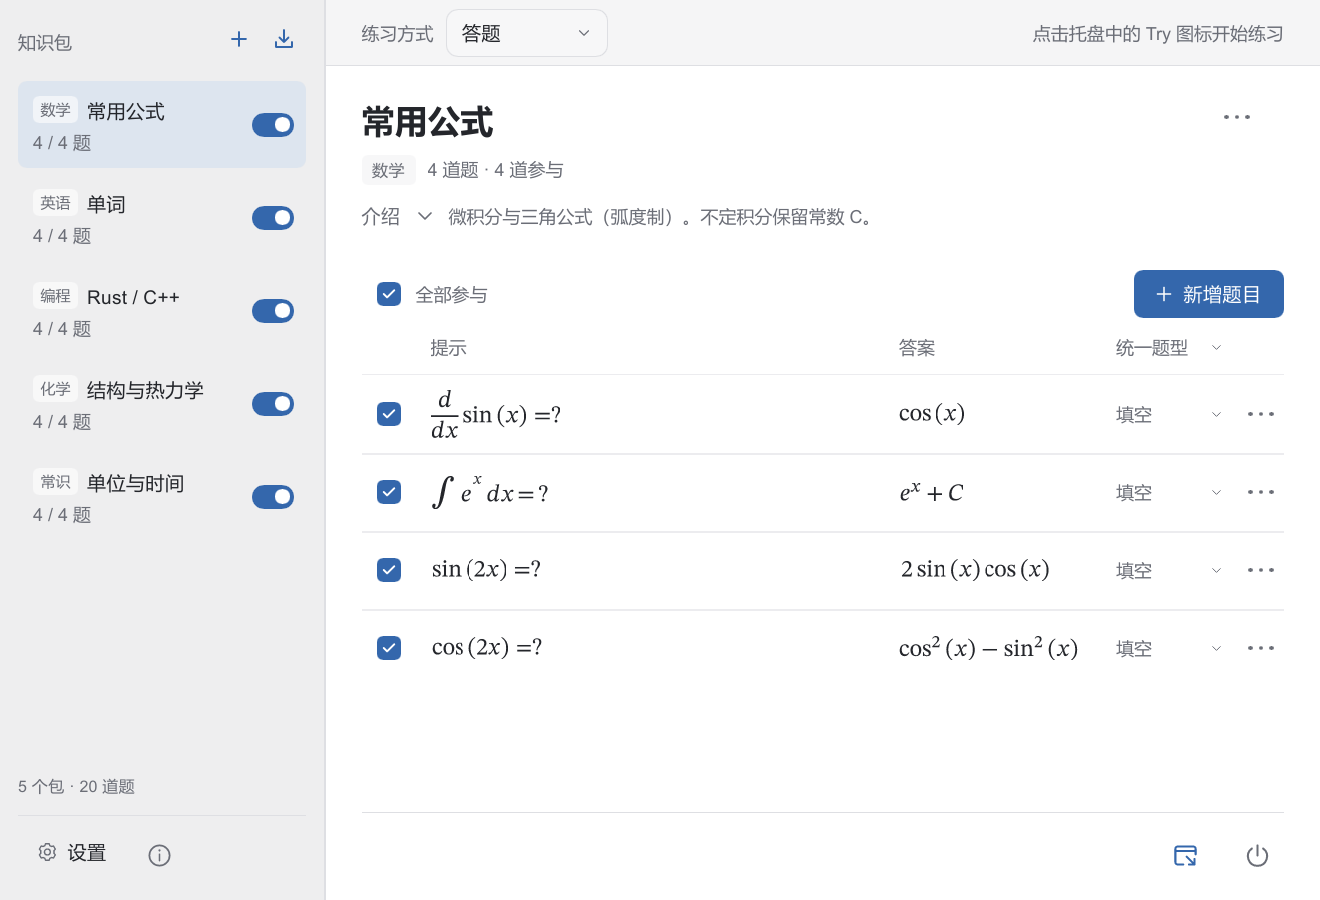 知识包
数学 常用公式
4 / 4 题
英语 单词
4 / 4 题
编程 Rust / C++
4 / 4 题
化学 结构与热力学
4 / 4 题
常识 单位与时间
4 / 4 题
5 个包 · 20 道题
设置
练习方式 答题 点击托盘中的 Try 图标开始练习
常用公式
数学 4 道题 · 4 道参与
介绍 微积分与三角公式（弧度制）。不定积分保留常数 C。
全部参与 新增题目
提示 答案 统一题型
d/dx sin (x) =? cos (x) 填空
∫ e^x dx = ? e^x + C 填空
sin (2x) =? 2 sin (x) cos (x) 填空
cos (2x) =? cos² (x) − sin² (x) 填空